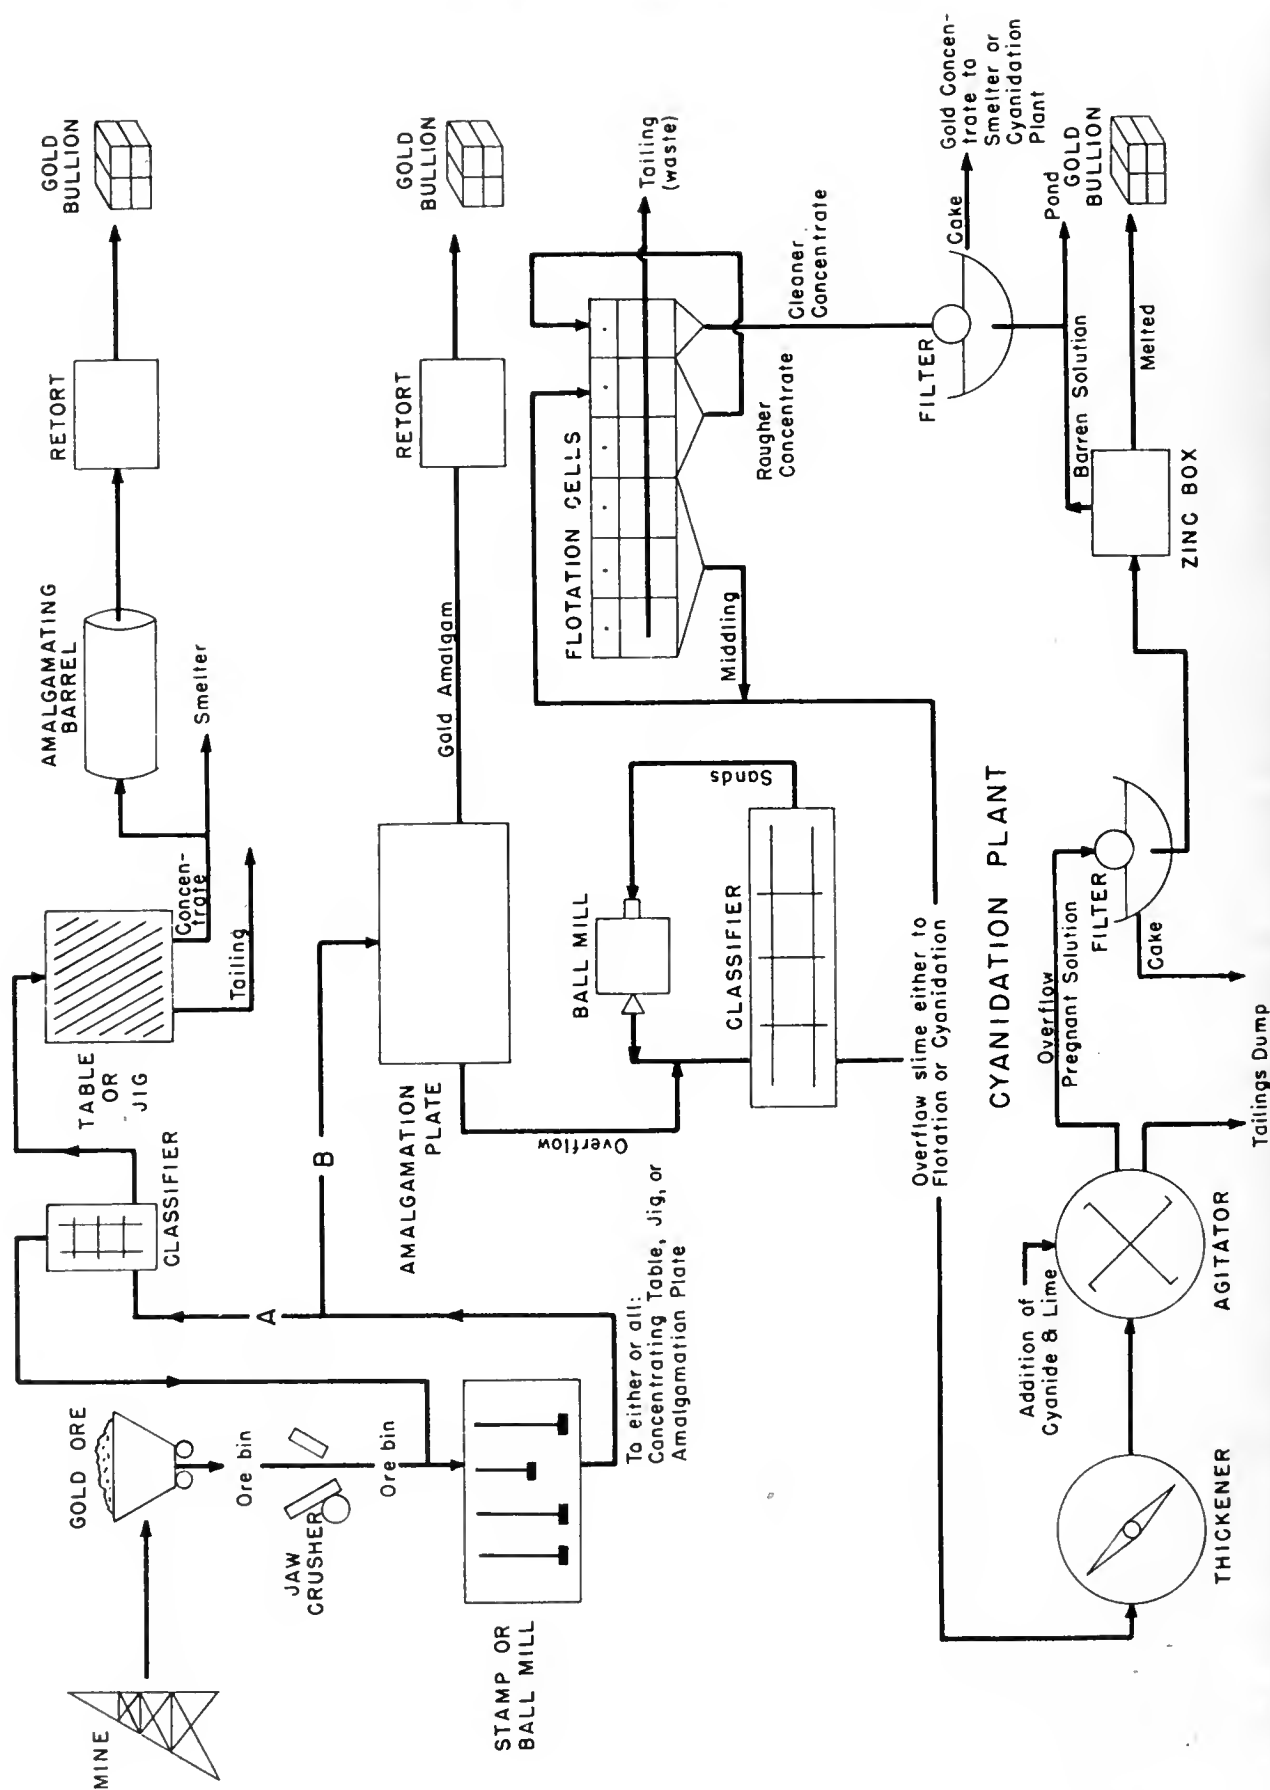 MINE
GOLD ORE
Ore bin
JAW
CRUSHER
Ore bin
STAMP OR
BALL MILL
To either or all:
Concentrating Table, Jig, or
Amalgamation Plate
A
B
CLASSIFIER
TABLE
OR
JIG
Concen-
trate
Tailing
Smelter
AMALGAMATING
BARREL
RETORT
GOLD
BULLION
AMALGAMATION
PLATE
Overflow
Gold Amalgam
RETORT
GOLD
BULLION
BALL MILL
Sands
CLASSIFIER
Overflow slime either to
Flotation or Cyanidation
FLOTATION CELLS
Middling
Rougher
Concentrate
Cleaner
Concentrate
Tailing
(waste)
FILTER
Cake
Gold Concen-
trate to
Smelter or
Cyanidation
Plant
CYANIDATION PLANT
THICKENER
Addition of
Cyanide & Lime
AGITATOR
Overflow
Pregnant Solution
Tailings Dump
FILTER
Cake
ZINC BOX
Barren Solution
Pond
Melted
GOLD
BULLION